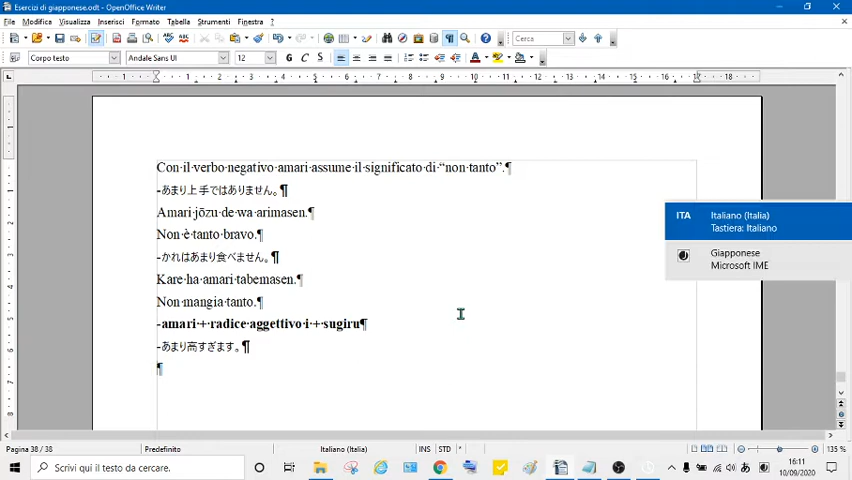 Esercizi di giapponese.odt - OpenOffice Writer
File Modifica Visualizza Inserisci Formato Tabella Strumenti Finestra ?
Cerca
Corpo testo Andale Sans UI 12 G C S
Con il verbo negativo amari assume il significato di “non tanto”.¶
-あまり上手ではありません。¶
Amari jōzu de wa arimasen.¶
Non è tanto bravo.¶
-かれはあまり食べません。¶
Kare ha amari tabemasen.¶
Non mangia tanto.¶
-amari + radice aggettivo i + sugiru¶
-あまり高すぎます。¶
¶
ITA Italiano (Italia)
Tastiera: Italiano
Giapponese
Microsoft IME
Pagina 38 / 38 Predefinito Italiano (Italia) INS STD * 135 %
Scrivi qui il testo da cercare.
あ
16:11
10/09/2020